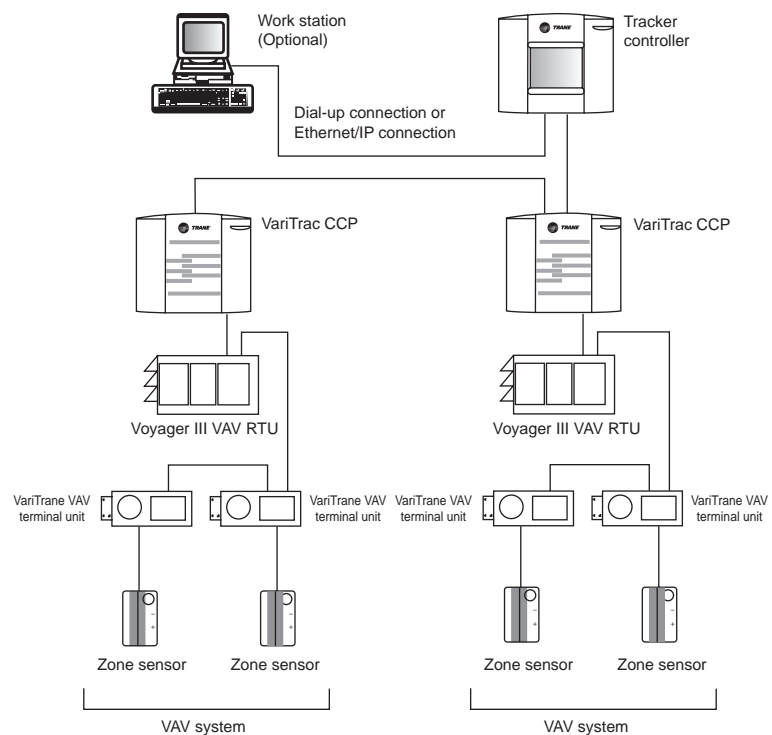 Work station
(Optional)
TRANE
Tracker
controller
Dial-up connection or
Ethernet/IP connection
TRANE
VariTrac CCP
TRANE
VariTrac CCP
Voyager III VAV RTU
Voyager III VAV RTU
VariTrane VAV
terminal unit
VariTrane VAV
terminal unit
VariTrane VAV
terminal unit
VariTrane VAV
terminal unit
Zone sensor
Zone sensor
Zone sensor
Zone sensor
VAV system
VAV system